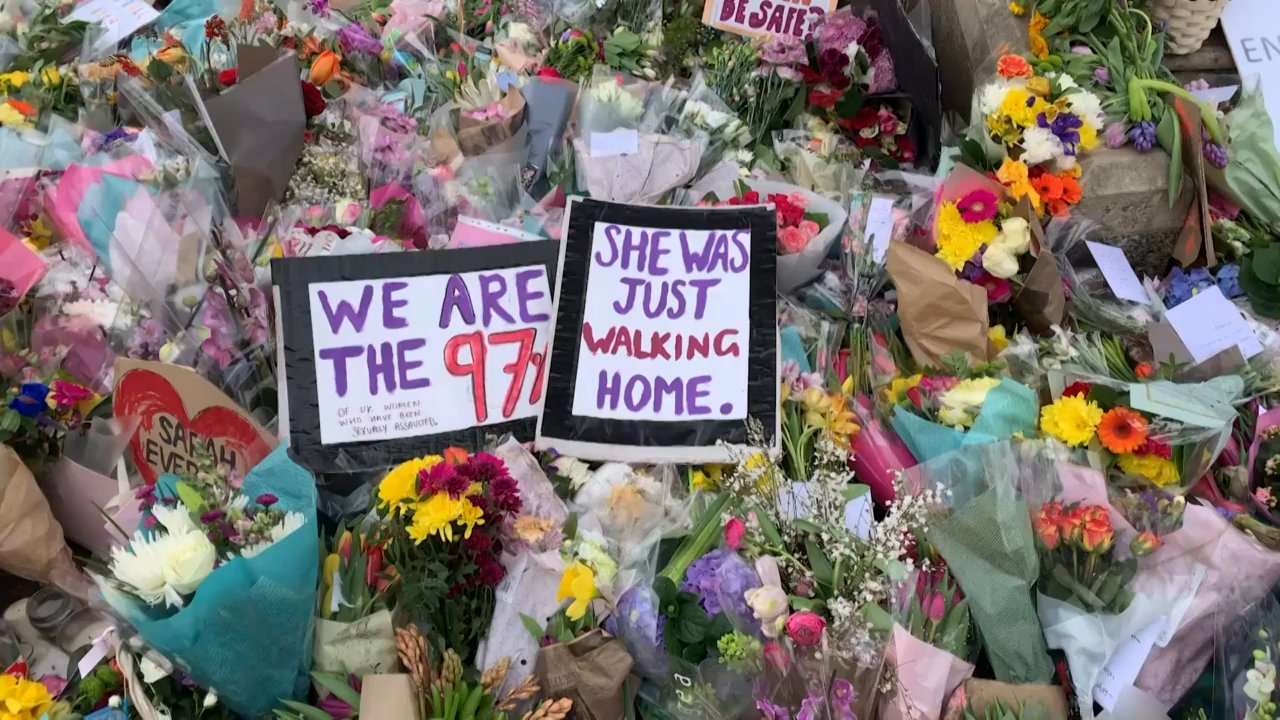 BE SAFE?
EN
WE ARE
THE 97%
OF UK WOMEN
WHO HAVE BEEN
SEXUALLY ASSAULTED.
SHE WAS
JUST
WALKING
HOME.
SARAH
EVER